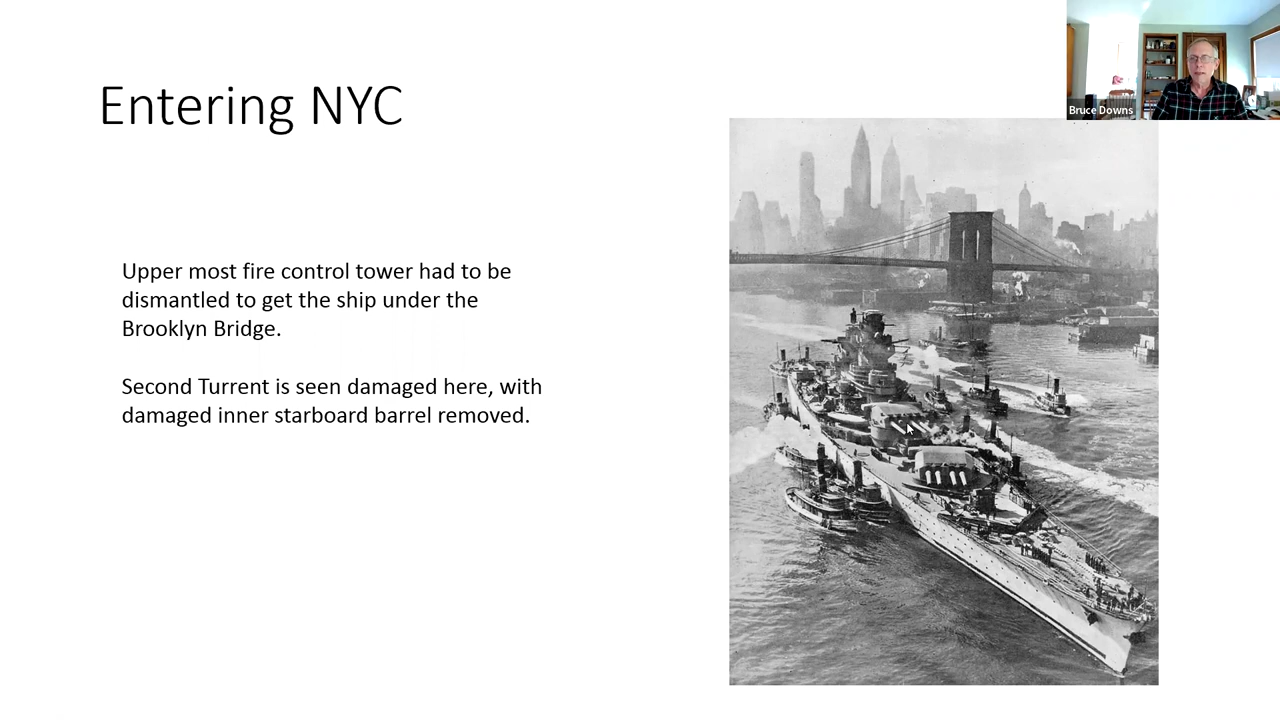 Entering NYC
Bruce Downs
Upper most fire control tower had to be
dismantled to get the ship under the
Brooklyn Bridge.
Second Turrent is seen damaged here, with
damaged inner starboard barrel removed.